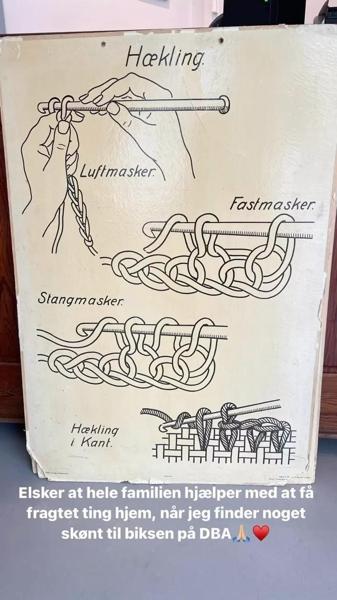 Hækling.
Luftmasker.
Fastmasker.
Stangmasker.
Hækling
i Kant.
Elsker at hele familien hjælper med at få
fragtet ting hjem, når jeg finder noget
skønt til biksen på DBA🙏🏼♥️